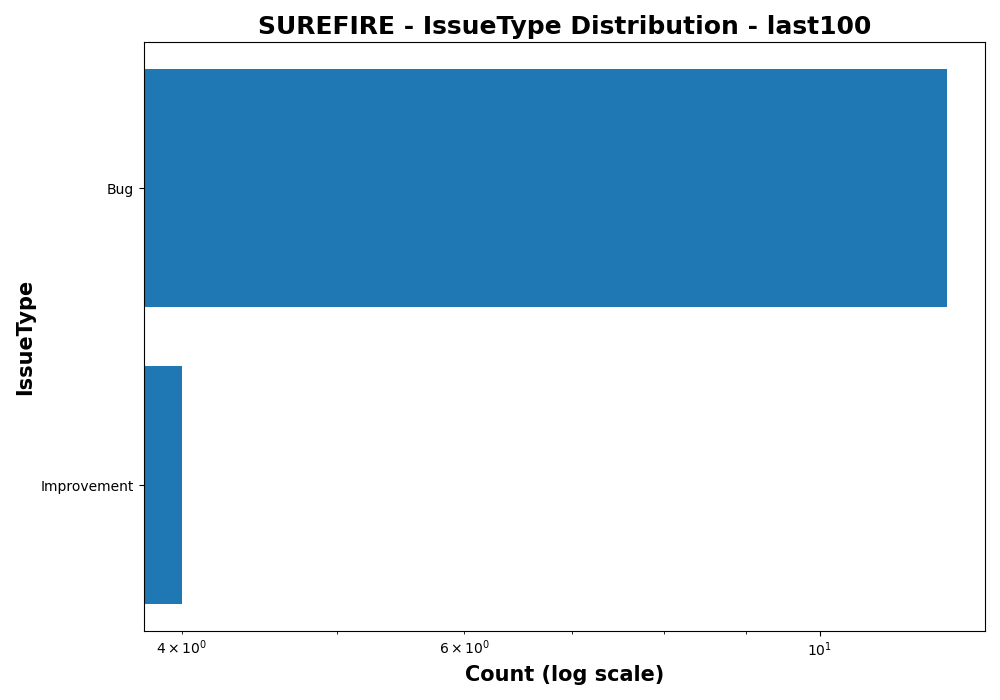 SUREFIRE - IssueType Distribution - last100
IssueType
Bug
Improvement
4 × 10⁰
6 × 10⁰
10¹
Count (log scale)